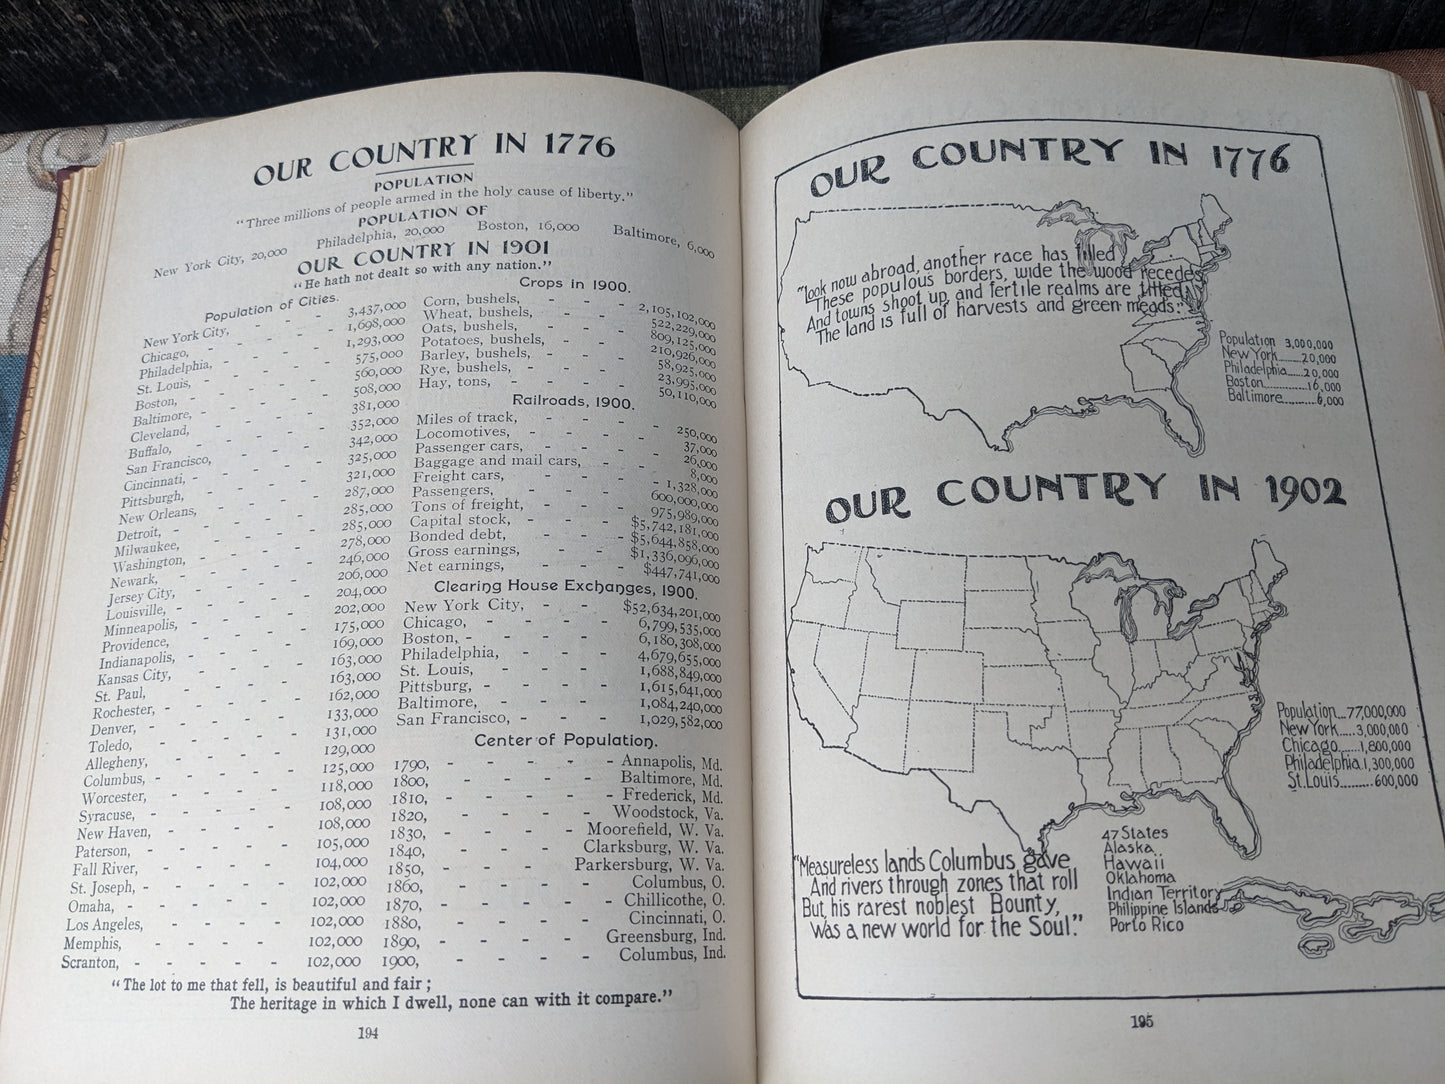 OUR COUNTRY IN 1776
POPULATION
"Three millions of people armed in the holy cause of liberty."
POPULATION OF
New York City, 20,000 Philadelphia, 20,000 Boston, 16,000 Baltimore, 6,000
OUR COUNTRY IN 1901
"He hath not dealt so with any nation."
Population of Cities.
New York City, - - - 3,437,000
Chicago, - - - 1,698,000
Philadelphia, - - - 1,293,000
St. Louis, - - - 575,000
Boston, - - - 560,000
Baltimore, - - - 508,000
Cleveland, - - - 381,000
Buffalo, - - - 352,000
San Francisco, - - - 342,000
Cincinnati, - - - 325,000
Pittsburgh, - - - 321,000
New Orleans, - - - 287,000
Detroit, - - - 285,000
Milwaukee, - - - 285,000
Washington, - - - 278,000
Newark, - - - 246,000
Jersey City, - - - 206,000
Louisville, - - - 204,000
Minneapolis, - - - 202,000
Providence, - - - 175,000
Indianapolis, - - - 169,000
Kansas City, - - - 163,000
St. Paul, - - - 163,000
Rochester, - - - 162,000
Denver, - - - 133,000
Toledo, - - - 131,000
Allegheny, - - - 129,000
Columbus, - - - 125,000
Worcester, - - - 118,000
Syracuse, - - - 108,000
New Haven, - - - 108,000
Paterson, - - - 105,000
Fall River, - - - 104,000
St. Joseph, - - - 102,000
Omaha, - - - 102,000
Los Angeles, - - - 102,000
Memphis, - - - 102,000
Scranton, - - - 102,000
Crops in 1900.
Corn, bushels, - - - 2,105,102,000
Wheat, bushels, - - - 522,229,000
Oats, bushels, - - - 809,125,000
Potatoes, bushels, - - - 210,926,000
Barley, bushels, - - - 58,925,000
Rye, bushels, - - - 23,995,000
Hay, tons, - - - 50,110,000
Railroads, 1900.
Miles of track, - - - 250,000
Locomotives, - - - 37,000
Passenger cars, - - - 26,000
Baggage and mail cars, - - - 8,000
Freight cars, - - - 1,328,000
Passengers, - - - 600,000,000
Tons of freight, - - - 975,989,000
Capital stock, - - - $5,742,181,000
Bonded debt, - - - $5,644,858,000
Gross earnings, - - - $1,336,096,000
Net earnings, - - - $447,741,000
Clearing House Exchanges, 1900.
New York City, - - - $52,634,201,000
Chicago, - - - 6,799,535,000
Boston, - - - 6,180,308,000
Philadelphia, - - - 4,679,655,000
St. Louis, - - - 1,688,849,000
Pittsburg, - - - 1,615,641,000
Baltimore, - - - 1,084,240,000
San Francisco, - - - 1,029,582,000
Center of Population.
1790, - - - - Annapolis, Md.
1800, - - - - Baltimore, Md.
1810, - - - - Frederick, Md.
1820, - - - - Woodstock, Va.
1830, - - - - Moorefield, W. Va.
1840, - - - - Clarksburg, W. Va.
1850, - - - - Parkersburg, W. Va.
1860, - - - - Columbus, O.
1870, - - - - Chillicothe, O.
1880, - - - - Cincinnati, O.
1890, - - - - Greensburg, Ind.
1900, - - - - Columbus, Ind.
"The lot to me that fell, is beautiful and fair;
The heritage in which I dwell, none can with it compare."
194
OUR COUNTRY IN 1776
"Look now abroad, another race has filled
These populous borders, wide the wood recedes,
And towns shoot up, and fertile realms are tilled,
The land is full of harvests and green meads."
Population 3,000,000
New York......20,000
Philadelphia....20,000
Boston..........16,000
Baltimore.........6,000
OUR COUNTRY IN 1902
Population...77,000,000
New York.....3,000,000
Chicago.....1,800,000
Philadelphia.1,300,000
St. Louis........600,000
47 States
Alaska
Hawaii
Oklahoma
Indian Territory
Philippine Islands
Porto Rico
"Measureless lands Columbus gave
And rivers through zones that roll
But his rarest noblest Bounty,
Was a new world for the Soul."
195